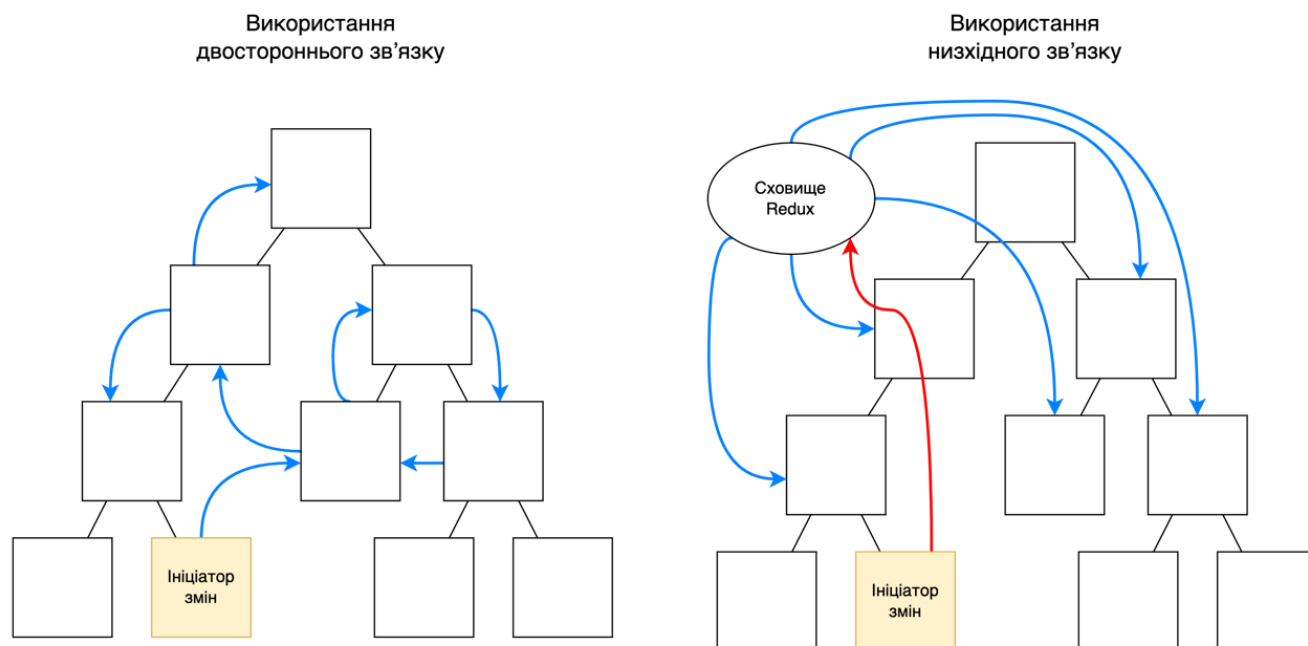 Використання
двостороннього зв’язку
Ініціатор
змін
Використання
низхідного зв’язку
Сховище
Redux
Ініціатор
змін